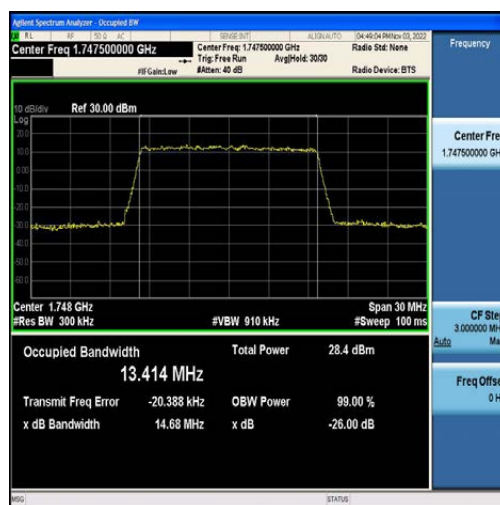 Agilent Spectrum Analyzer - Occupied BW
RL RF 50 Ω AC SENSE:INT ALIGN AUTO 04:49:04 PM Nov 03, 2022
Center Freq 1.747500000 GHz
Center Freq: 1.747500000 GHz
Radio Std: None
Trig: Free Run Avg|Hold: 30/30
#IFGain:Low #Atten: 40 dB Radio Device: BTS
Frequency
10 dB/div Ref 30.00 dBm
Log
20.0
10.0
0.00
-10.0
-20.0
-30.0
-40.0
-50.0
-60.0
Center Fre
1.747500000 GH
Center 1.748 GHz Span 30 MHz
#Res BW 300 kHz #VBW 910 kHz #Sweep 100 ms
CF Step
3.000000 MH
Auto Ma
Occupied Bandwidth Total Power 28.4 dBm
13.414 MHz
Transmit Freq Error -20.388 kHz OBW Power 99.00 %
x dB Bandwidth 14.68 MHz x dB -26.00 dB
Freq Offse
0 H
MSG STATUS